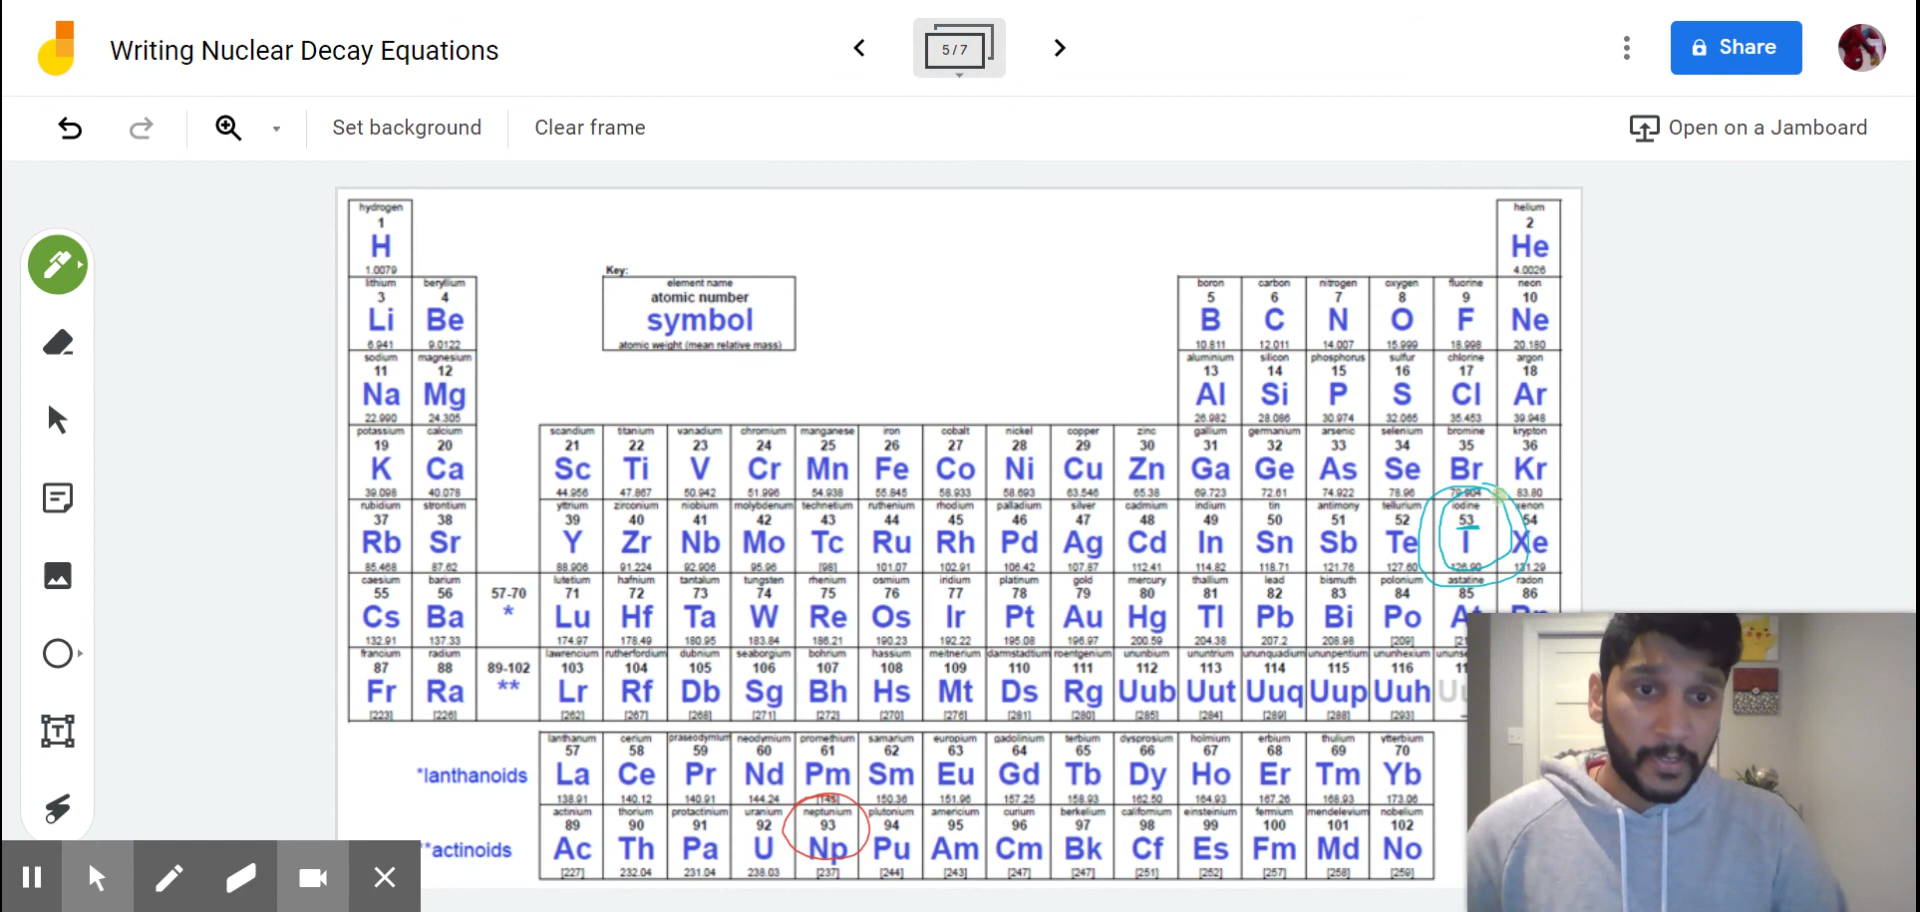 Writing Nuclear Decay Equations
5 / 7
Share
Set background
Clear frame
Open on a Jamboard
hydrogen helium
1 2
H He
1.0079 4.0026
Key:
lithium beryllium element name boron carbon nitrogen oxygen fluorine neon
3 4 atomic number 5 6 7 8 9 10
Li Be symbol B C N O F Ne
6.941 9.0122 atomic weight (mean relative mass) 10.811 12.011 14.007 15.999 18.998 20.180
sodium magnesium aluminium silicon phosphorus sulfur chlorine argon
11 12 13 14 15 16 17 18
Na Mg Al Si P S Cl Ar
22.990 24.305 26.982 28.086 30.974 32.065 35.453 39.948
potassium calcium scandium titanium vanadium chromium manganese iron cobalt nickel copper zinc gallium germanium arsenic selenium bromine krypton
19 20 21 22 23 24 25 26 27 28 29 30 31 32 33 34 35 36
K Ca Sc Ti V Cr Mn Fe Co Ni Cu Zn Ga Ge As Se Br Kr
39.098 40.078 44.956 47.867 50.942 51.996 54.938 55.845 58.933 58.693 63.546 65.38 69.723 72.61 74.922 78.96 79.904 83.80
rubidium strontium yttrium zirconium niobium molybdenum technetium ruthenium rhodium palladium silver cadmium indium tin antimony tellurium iodine xenon
37 38 39 40 41 42 43 44 45 46 47 48 49 50 51 52 53 54
Rb Sr Y Zr Nb Mo Tc Ru Rh Pd Ag Cd In Sn Sb Te I Xe
85.468 87.62 88.906 91.224 92.906 95.96 [98] 101.07 102.91 106.42 107.87 112.41 114.82 118.71 121.76 127.60 126.90 131.29
caesium barium lutetium hafnium tantalum tungsten rhenium osmium iridium platinum gold mercury thallium lead bismuth polonium astatine radon
55 56 57-70 71 72 73 74 75 76 77 78 79 80 81 82 83 84 85 86
Cs Ba * Lu Hf Ta W Re Os Ir Pt Au Hg Tl Pb Bi Po
132.91 137.33 174.97 178.49 180.95 183.84 186.21 190.23 192.22 195.08 196.97 200.59 204.38 207.2 208.98 [209]
francium radium lawrencium rutherfordium dubnium seaborgium bohrium hassium meitnerium darmstadtium roentgenium ununbium ununtrium ununquadium ununpentium ununhexium
87 88 89-102 103 104 105 106 107 108 109 110 111 112 113 114 115 116
Fr Ra ** Lr Rf Db Sg Bh Hs Mt Ds Rg Uub Uut Uuq Uup Uuh
[223] [226] [262] [267] [268] [271] [272] [270] [276] [281] [280] [285] [284] [289] [288] [293]
lanthanum cerium praseodymium neodymium promethium samarium europium gadolinium terbium dysprosium holmium erbium thulium ytterbium
57 58 59 60 61 62 63 64 65 66 67 68 69 70
*lanthanoids La Ce Pr Nd Pm Sm Eu Gd Tb Dy Ho Er Tm Yb
138.91 140.12 140.91 144.24 [145] 150.36 151.96 157.25 158.93 162.50 164.93 167.26 168.93 173.06
actinium thorium protactinium uranium neptunium plutonium americium curium berkelium californium einsteinium fermium mendelevium nobelium
89 90 91 92 93 94 95 96 97 98 99 100 101 102
**actinoids Ac Th Pa U Np Pu Am Cm Bk Cf Es Fm Md No
[227] 232.04 231.04 238.03 [237] [244] [243] [247] [247] [251] [252] [257] [258] [259]